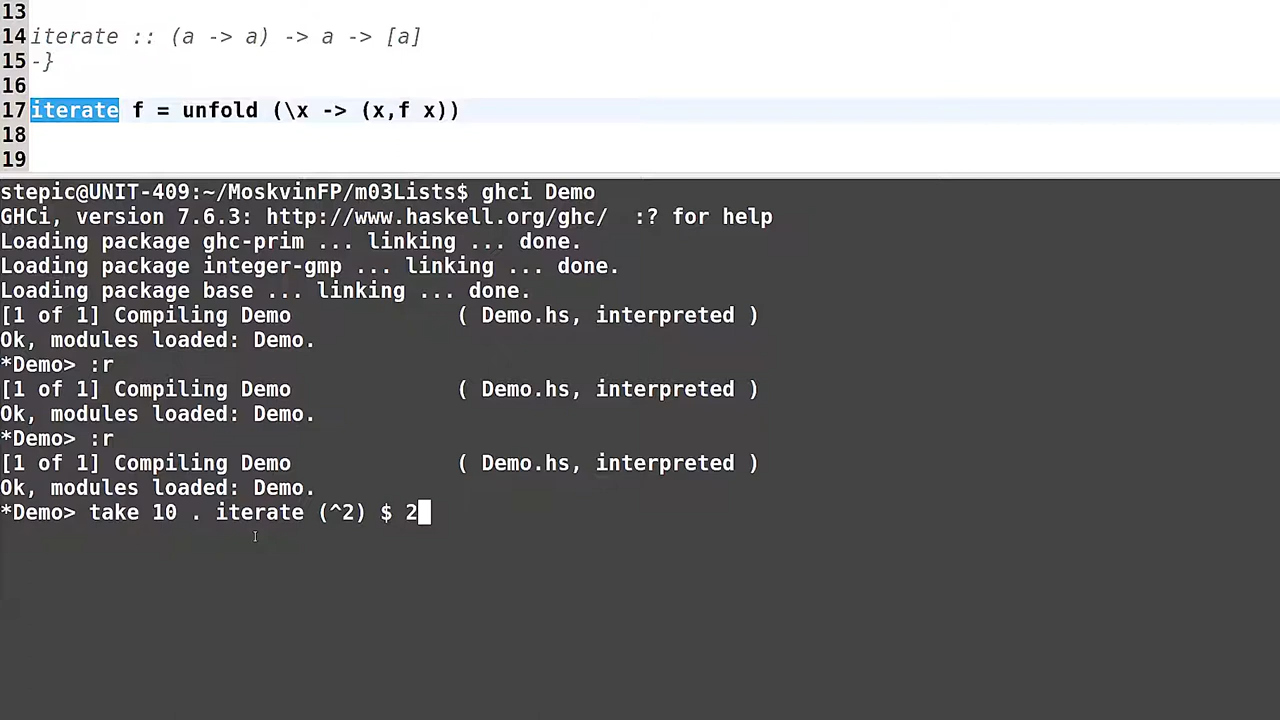 13
14 iterate :: (a -> a) -> a -> [a]
15 -}
16
17 iterate f = unfold (\x -> (x,f x))
18
19
stepic@UNIT-409:~/MoskvinFP/m03Lists$ ghci Demo
GHCi, version 7.6.3: http://www.haskell.org/ghc/  :? for help
Loading package ghc-prim ... linking ... done.
Loading package integer-gmp ... linking ... done.
Loading package base ... linking ... done.
[1 of 1] Compiling Demo             ( Demo.hs, interpreted )
Ok, modules loaded: Demo.
*Demo> :r
[1 of 1] Compiling Demo             ( Demo.hs, interpreted )
Ok, modules loaded: Demo.
*Demo> :r
[1 of 1] Compiling Demo             ( Demo.hs, interpreted )
Ok, modules loaded: Demo.
*Demo> take 10 . iterate (^2) $ 2